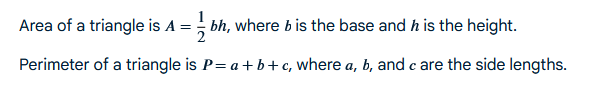 Area of a triangle is A = 1/2 bh, where b is the base and h is the height.
Perimeter of a triangle is P = a + b + c, where a, b, and c are the side lengths.